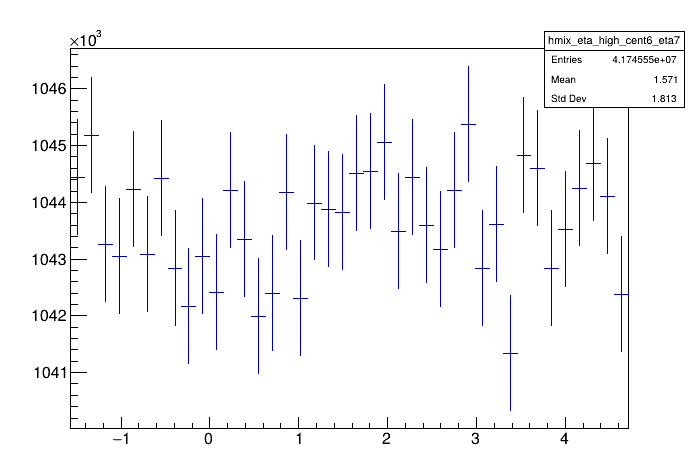 ×10³
hmix_eta_high_cent6_eta7
Entries 4.174555e+07
Mean 1.571
Std Dev 1.813
1046
1045
1044
1043
1042
1041
−1 0 1 2 3 4